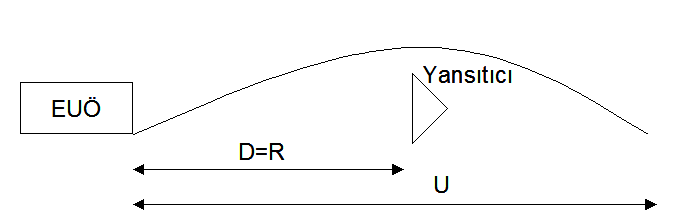 Yansıtıcı
EUÖ
D=R
U